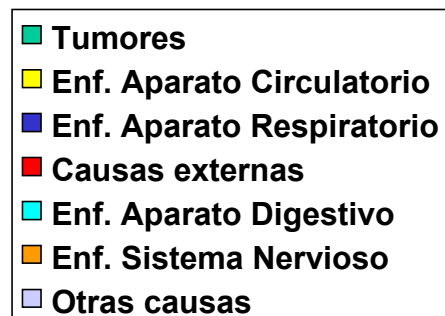 Tumores
Enf. Aparato Circulatorio
Enf. Aparato Respiratorio
Causas externas
Enf. Aparato Digestivo
Enf. Sistema Nervioso
Otras causas